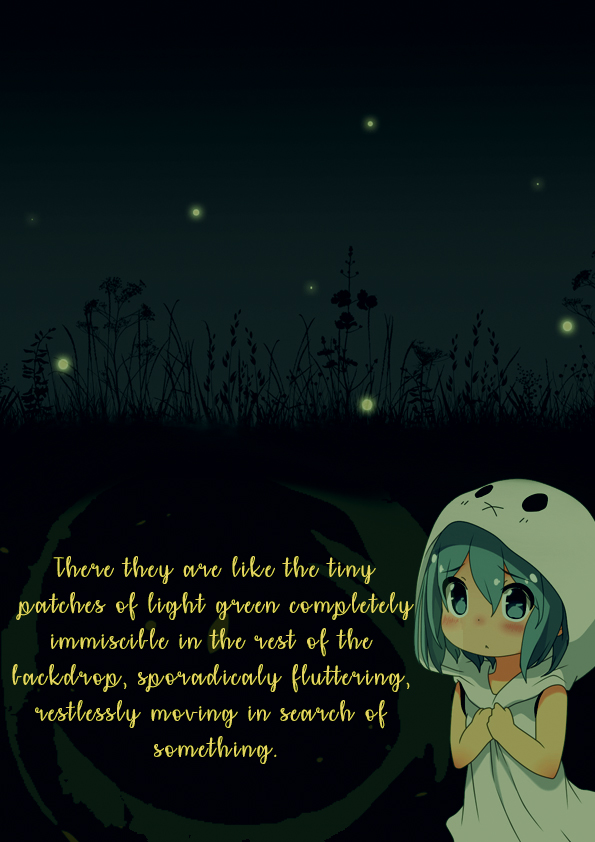 There they are like the tiny
patches of light green completely
immiscible in the rest of the
backdrop, sporadicaly fluttering,
restlessly moving in search of
something.